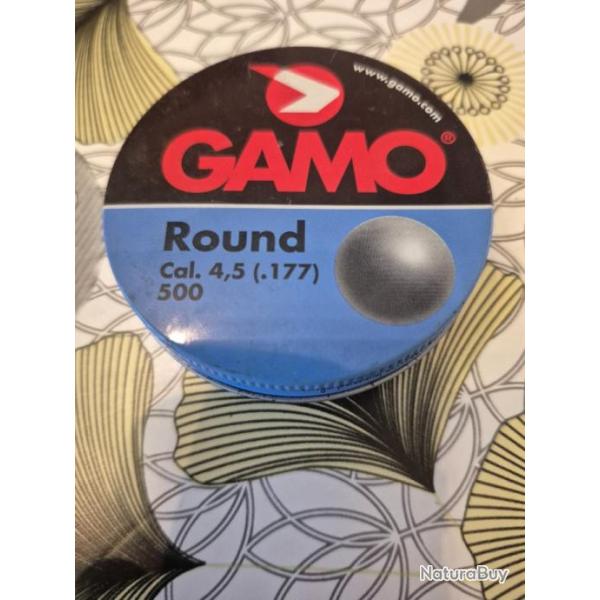 www.gamo.com
GAMO®
Round
Cal. 4,5 (.177)
500
NaturaBuy